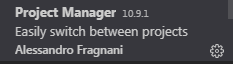 Project Manager 10.9.1
Easily switch between projects
Alessandro Fragnani